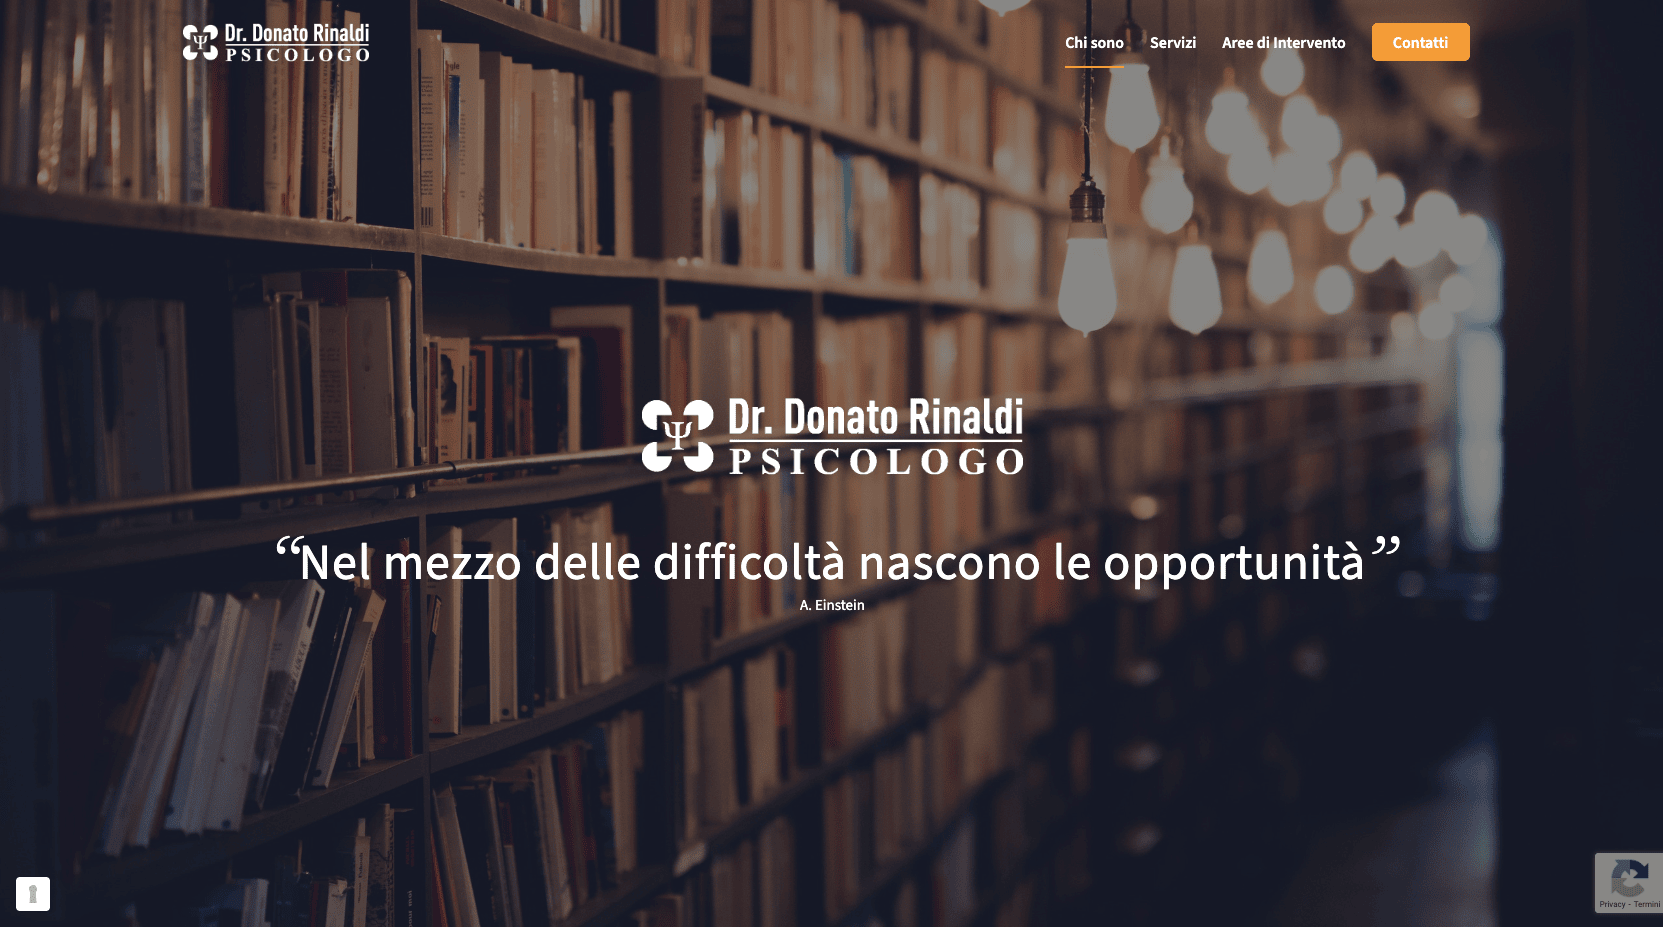 Dr. Donato Rinaldi
PSICOLOGO
Chi sono
Servizi
Aree di Intervento
Contatti
Ψ Dr. Donato Rinaldi
PSICOLOGO
“Nel mezzo delle difficoltà nascono le opportunità”
A. Einstein
Privacy - Termini